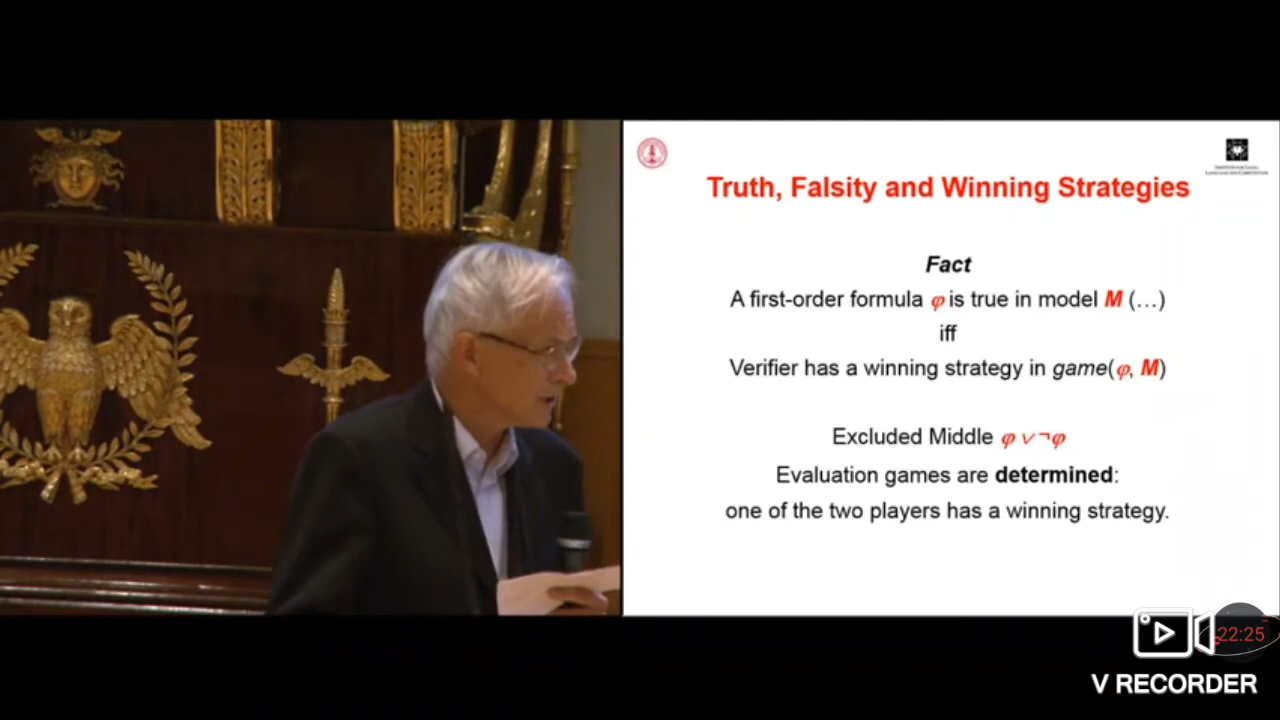 Truth, Falsity and Winning Strategies
Fact
A first-order formula φ is true in model M (…)
iff
Verifier has a winning strategy in game(φ, M)
Excluded Middle φ ∨ ¬φ
Evaluation games are determined:
one of the two players has a winning strategy.
22:25
V RECORDER